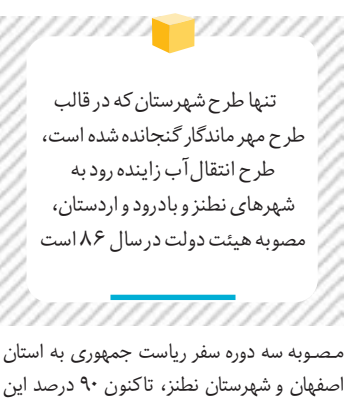 تنها طرح شهرستان که در قالب
طرح مهر ماندگار گنجانده شده است،
طرح انتقال آب زاینده رود به
شهرهای نطنز و بادرود و اردستان،
مصوبه هیئت دولت در سال ۸۶ است
مصوبه سه دوره سفر ریاست جمهوری به استان
اصفهان و شهرستان نطنز، تاکنون ۹۰ درصد این